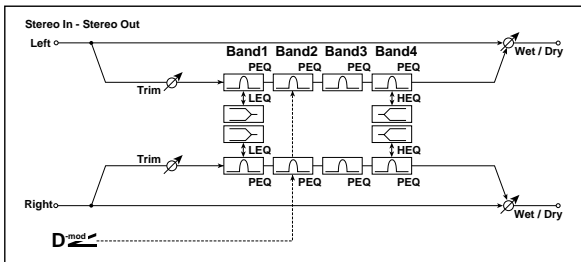 Stereo In - Stereo Out
Left
Band1 Band2 Band3 Band4
Wet / Dry
PEQ PEQ PEQ PEQ
Trim
LEQ HEQ
LEQ HEQ
Trim
PEQ PEQ PEQ PEQ
Right
Wet / Dry
D-mod